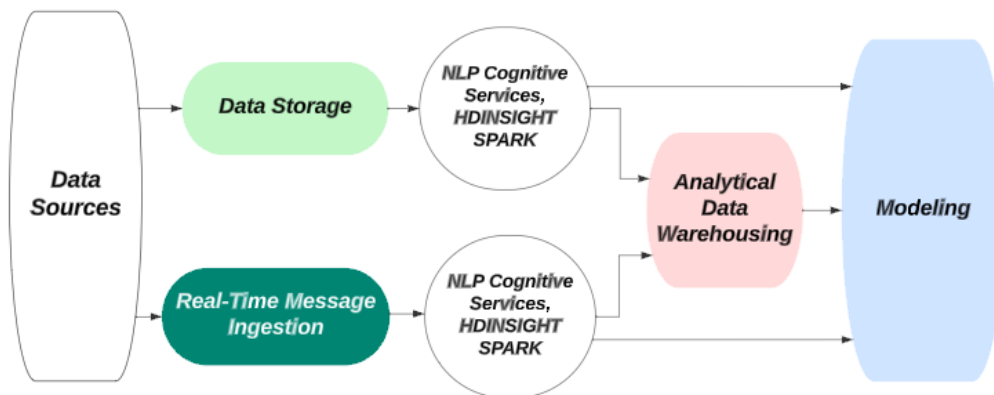 Data
Sources
Data Storage
NLP Cognitive
Services,
HDINSIGHT
SPARK
Real-Time Message
Ingestion
NLP Cognitive
Services,
HDINSIGHT
SPARK
Analytical
Data
Warehousing
Modeling